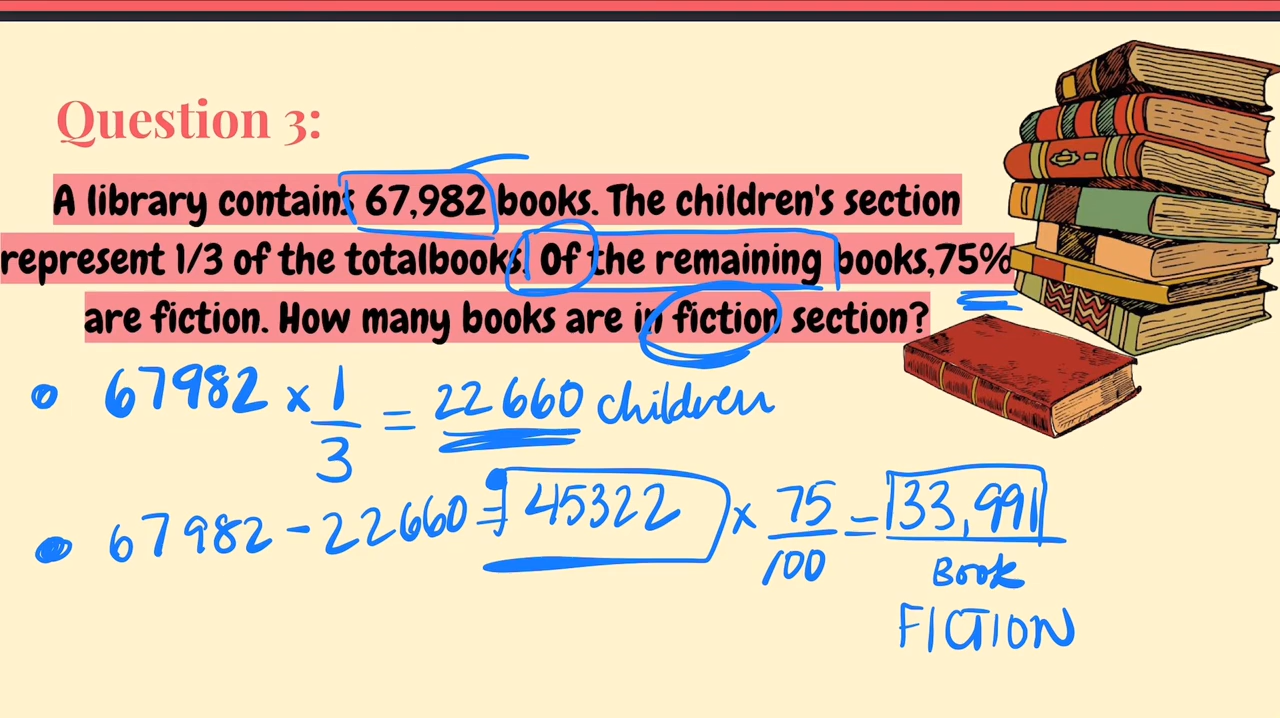 Question 3:
A library contains 67,982 books. The children's section
represent 1/3 of the totalbooks. Of the remaining books,75%
are fiction. How many books are in fiction section?
67982 x 1/3 = 22660 children
67982 - 22660 = 45322 x 75/100 = 33,991
Book
FICTION